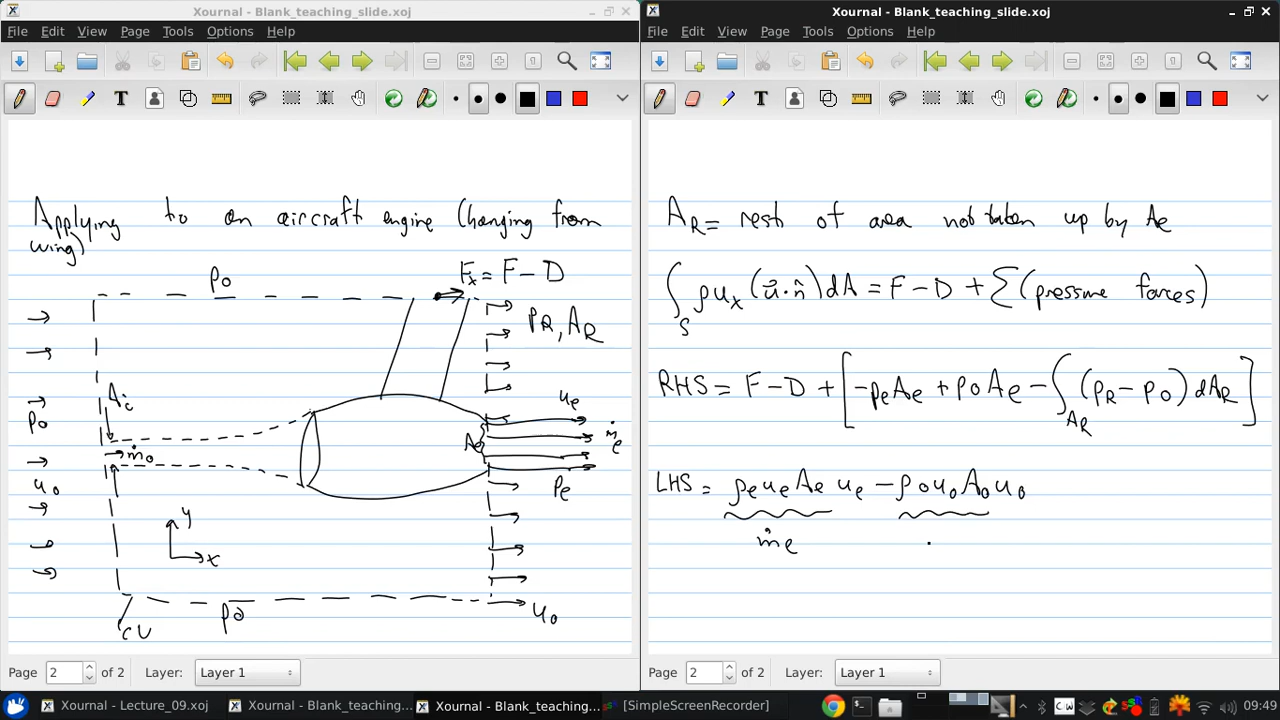 Xournal - Blank_teaching_slide.xoj
File Edit View Page Tools Options Help
Applying to an aircraft engine (hanging from
wing)
p0
Fx = F - D
pR, AR
Ai
p0
ṁ0
u0
Ae
ue
ṁe
pe
y
x
CV
p0
u0
Page 2 of 2 Layer: Layer 1
Xournal - Blank_teaching_slide.xoj
File Edit View Page Tools Options Help
AR = rest of area not taken up by Ae
∫S ρux(u⃗·n̂)dA = F - D + Σ(pressure forces)
RHS = F - D + [-peAe + p0Ae - ∫AR (pR - p0) dAR]
LHS = ρeueAe ue - ρ0u0A0u0
ṁe
Page 2 of 2 Layer: Layer 1
Xournal - Lecture_09.xoj Xournal - Blank_teaching... Xournal - Blank_teaching... [SimpleScreenRecorder] 09:49